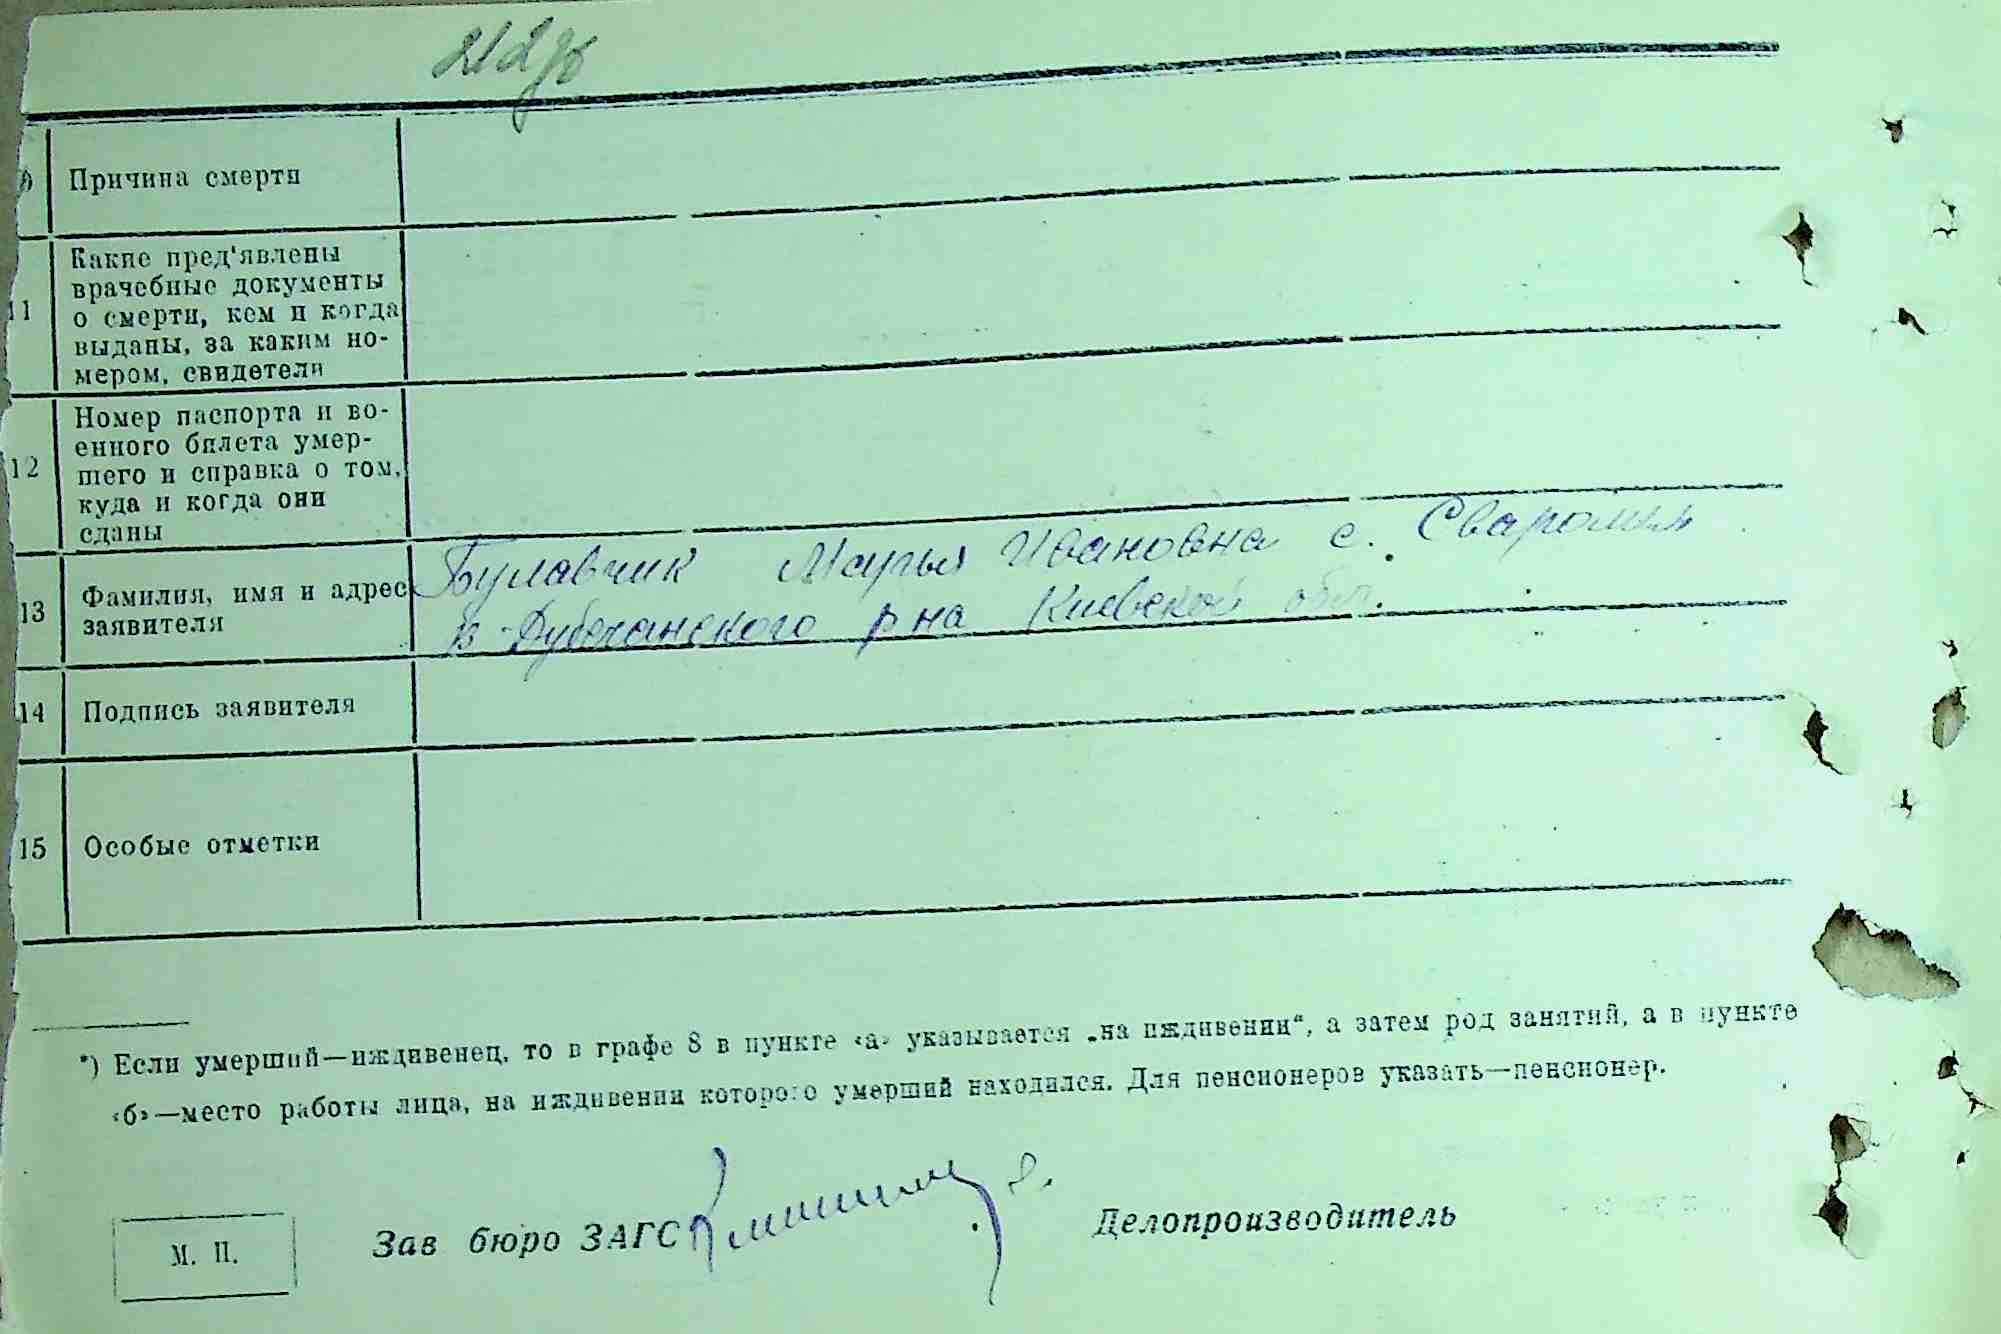 Причина смерти
11 Какие пред'явлены
врачебные документы
о смерти, кем и когда
выданы, за каким но-
мером, свидетели
12 Номер паспорта и во-
енного билета умер-
шего и справка о том,
куда и когда они
сданы
13 Фамилия, имя и адрес
заявителя
Булавчик Марья Ивановна с. Сваромья
В-Дубечанского р на Киевской обл.
14 Подпись заявителя
15 Особые отметки
*) Если умерший—иждивенец, то в графе 8 в пункте «а» указывается „на иждивении“, а затем род занятий, а в пункте
«б»—место работы лица, на иждивении которого умерший находился. Для пенсионеров указать—пенсионер.
М. П.
Зав бюро ЗАГС
Делопроизводитель